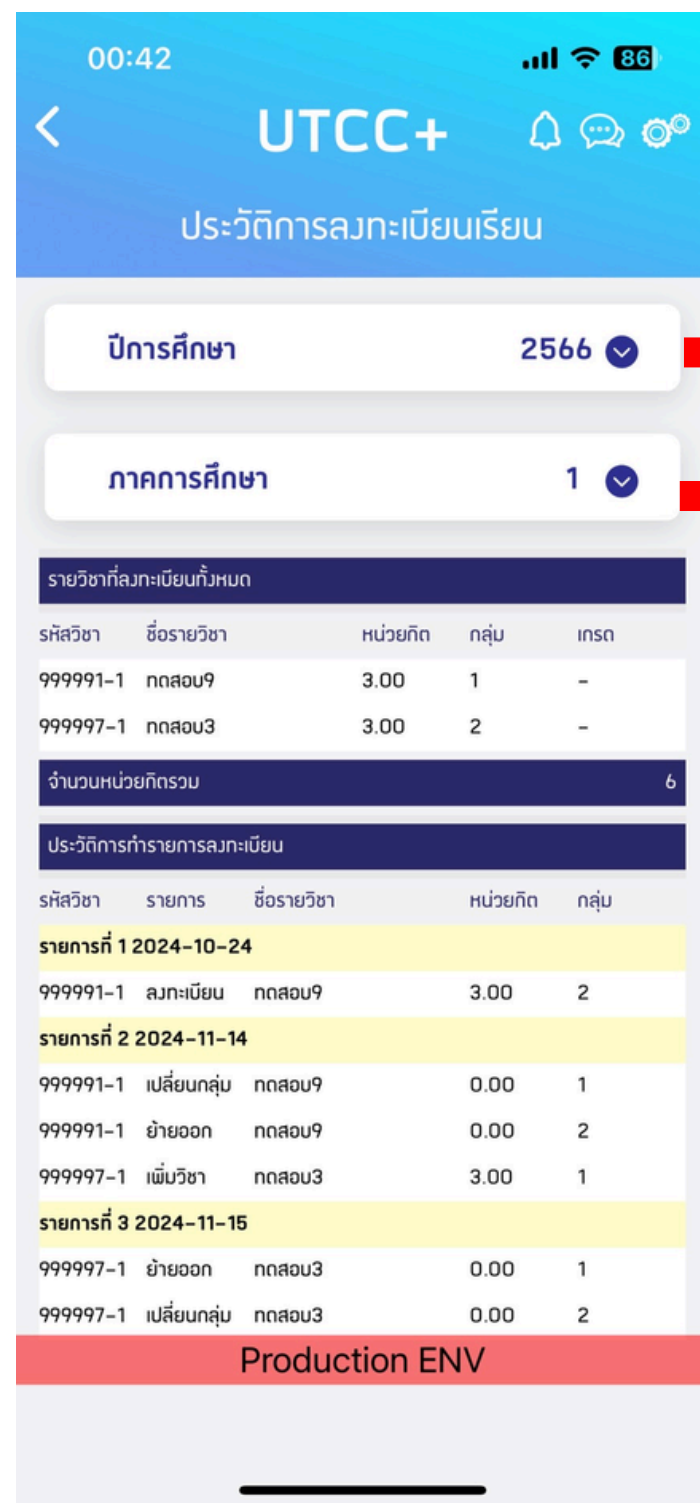 00:42 86
UTCC+
ประวัติการลงทะเบียนเรียน
ปีการศึกษา 2566
ภาคการศึกษา 1
รายวิชาที่ลงทะเบียนทั้งหมด
รหัสวิชา ชื่อรายวิชา หน่วยกิต กลุ่ม เกรด
999991-1 ทดสอบ9 3.00 1 -
999997-1 ทดสอบ3 3.00 2 -
จำนวนหน่วยกิตรวม 6
ประวัติการทำรายการลงทะเบียน
รหัสวิชา รายการ ชื่อรายวิชา หน่วยกิต กลุ่ม
รายการที่ 1 2024-10-24
999991-1 ลงทะเบียน ทดสอบ9 3.00 2
รายการที่ 2 2024-11-14
999991-1 เปลี่ยนกลุ่ม ทดสอบ9 0.00 1
999991-1 ย้ายออก ทดสอบ9 0.00 2
999997-1 เพิ่มวิชา ทดสอบ3 3.00 1
รายการที่ 3 2024-11-15
999997-1 ย้ายออก ทดสอบ3 0.00 1
999997-1 เปลี่ยนกลุ่ม ทดสอบ3 0.00 2
Production ENV